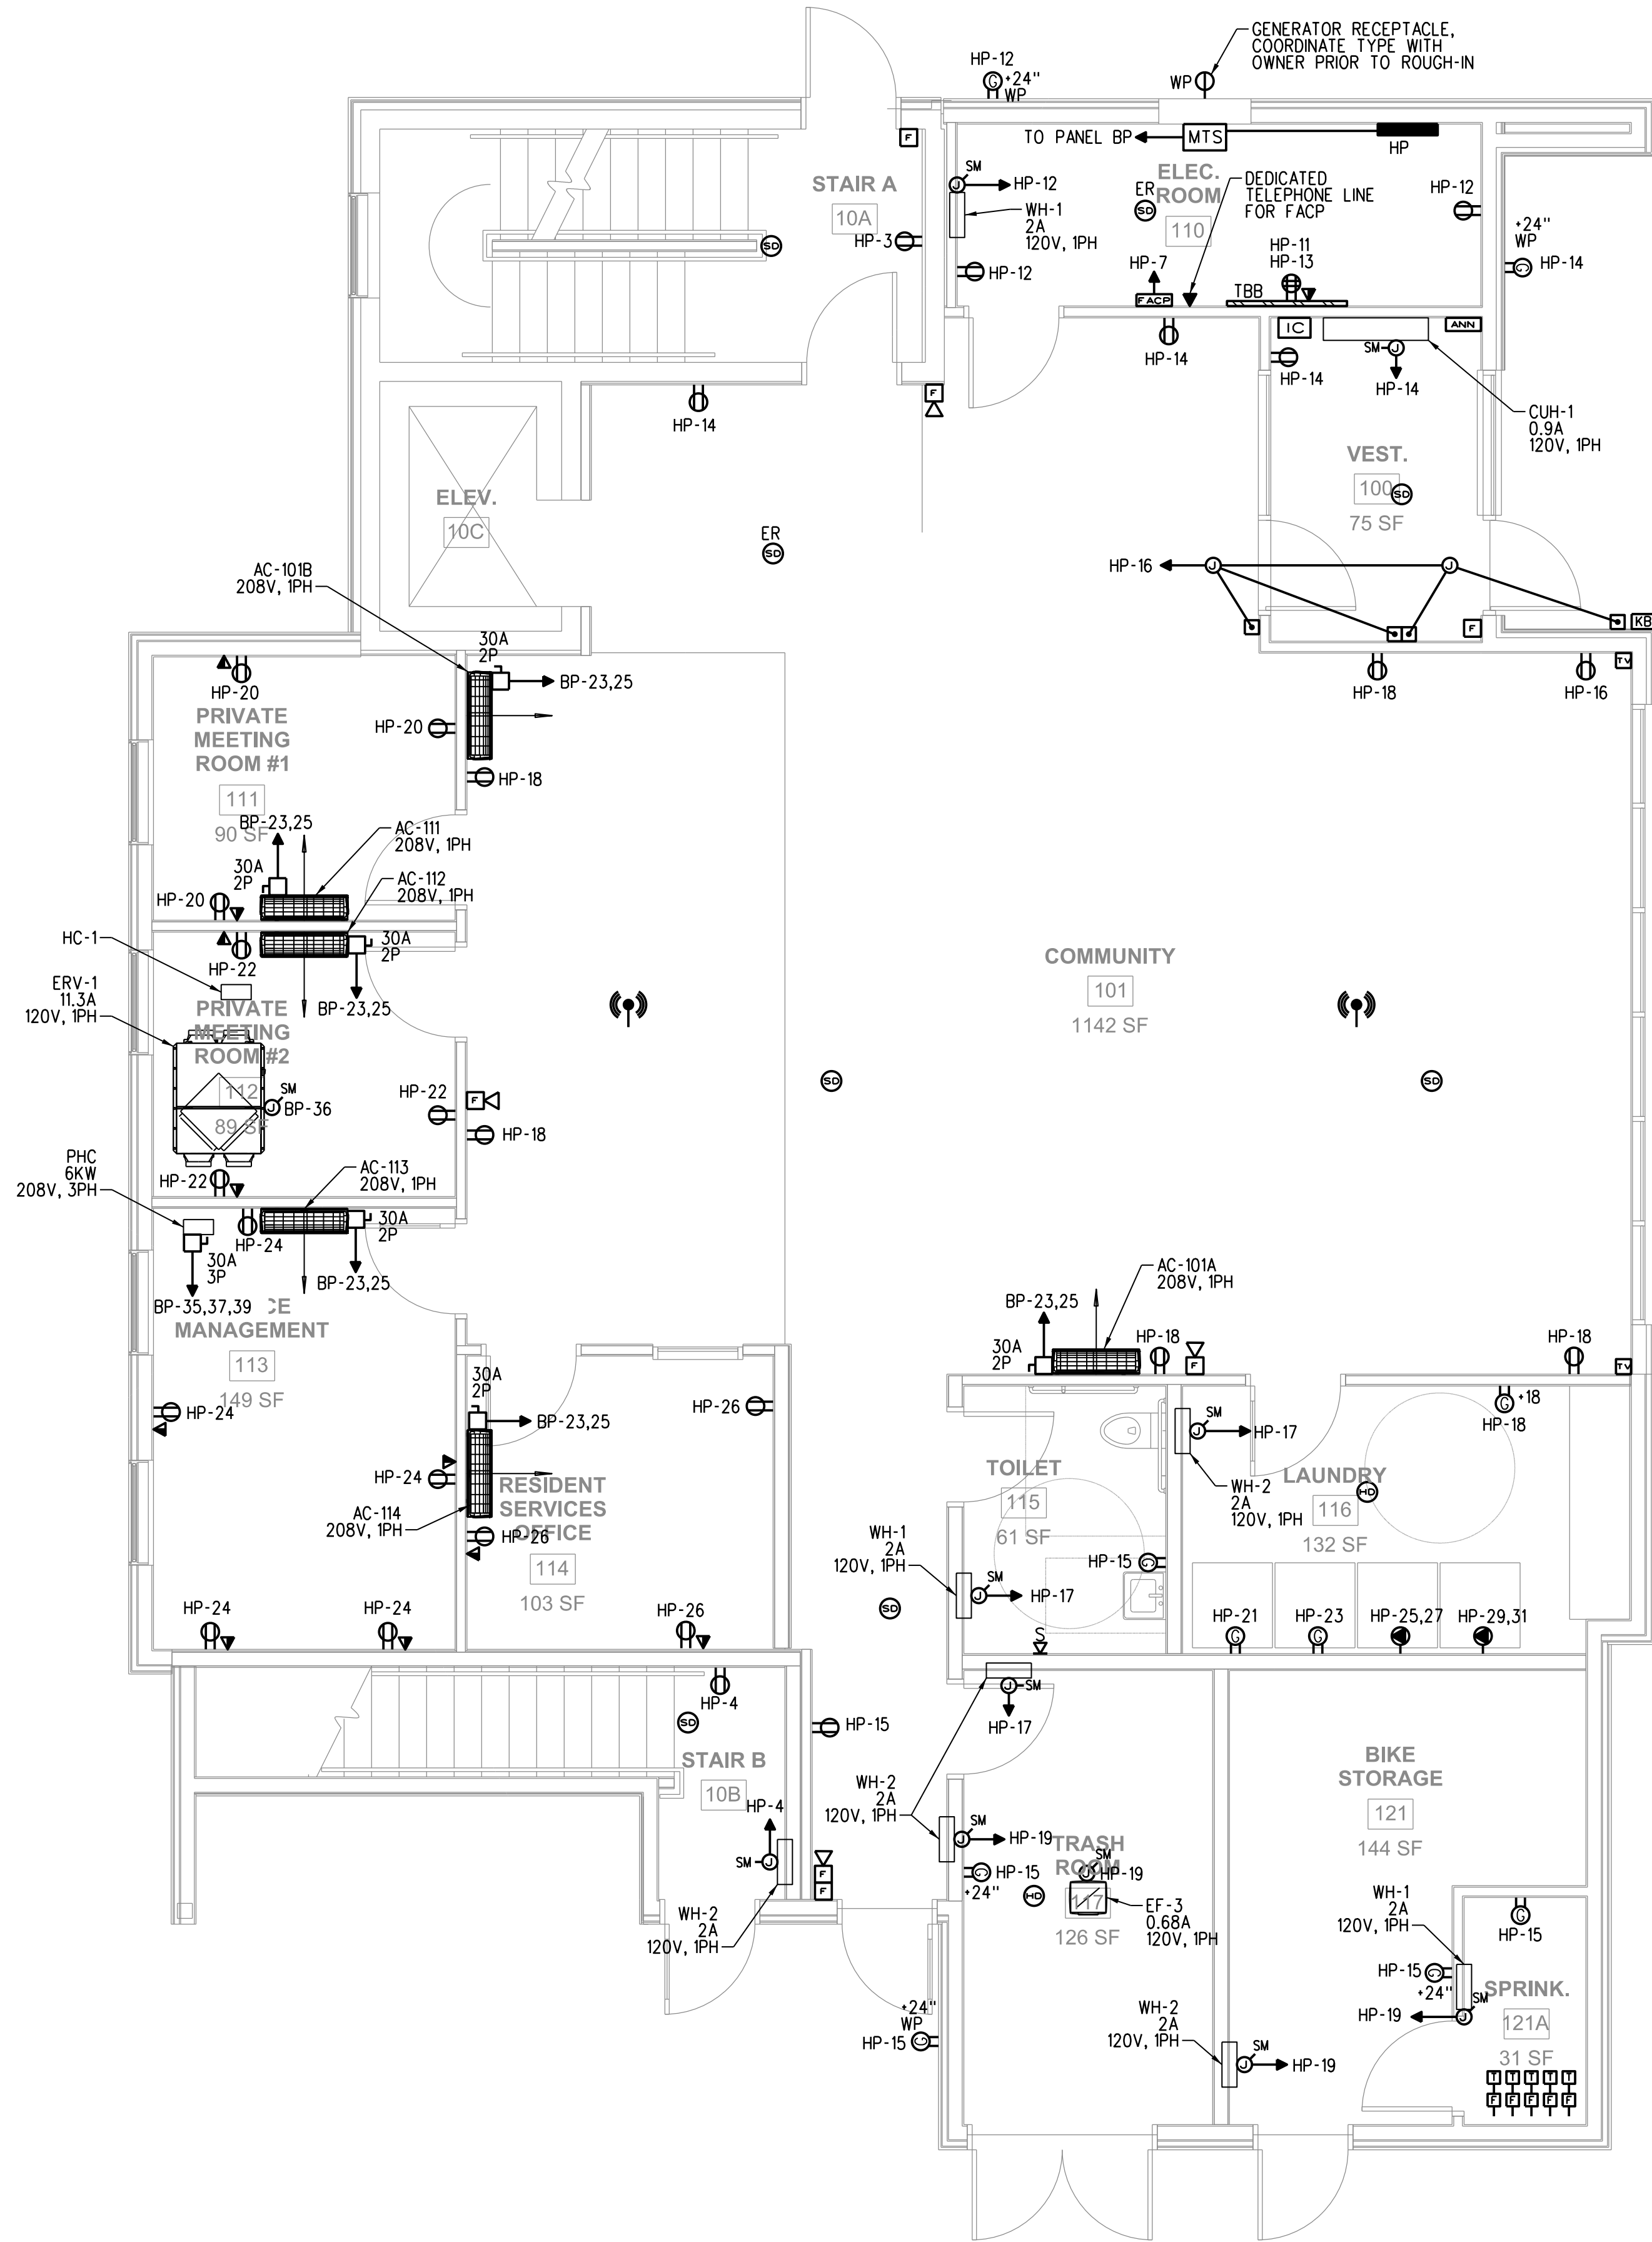 GENERATOR RECEPTACLE,
COORDINATE TYPE WITH
OWNER PRIOR TO ROUGH-IN
HP-12
G
+24"
WP
WP
TO PANEL BP
MTS
HP
F
STAIR A
10A
HP-3
SD
SM
J
HP-12
WH-1
2A
120V, 1PH
HP-12
ELEC.
ROOM
110
ER
SD
DEDICATED
TELEPHONE LINE
FOR FACP
HP-7
FACP
HP-11
HP-13
TBB
HP-12
+24"
WP
G
HP-14
HP-14
IC
ANN
HP-14
SM
J
HP-14
CUH-1
0.9A
120V, 1PH
F
HP-14
VEST.
100
SD
75 SF
ELEV.
10C
ER
SD
HP-16
J
J
F
KB
AC-101B
208V, 1PH
30A
2P
BP-23,25
HP-18
HP-16
TV
HP-20
PRIVATE
MEETING
ROOM #1
111
90 SF
HP-20
HP-18
BP-23,25
AC-111
208V, 1PH
30A
2P
HP-20
AC-112
208V, 1PH
HC-1
HP-22
30A
2P
BP-23,25
ERV-1
11.3A
120V, 1PH
PRIVATE
MEETING
ROOM #2
112
89 SF
SM
J
BP-36
HP-22
F
HP-18
HP-22
COMMUNITY
101
1142 SF
SD
SD
PHC
6KW
208V, 3PH
AC-113
208V, 1PH
HP-24
30A
2P
BP-23,25
30A
3P
BP-35,37,39
CE
MANAGEMENT
113
149 SF
HP-24
HP-24
AC-114
208V, 1PH
30A
2P
BP-23,25
HP-26
RESIDENT
SERVICES
OFFICE
114
103 SF
HP-26
HP-24
HP-24
HP-26
AC-101A
208V, 1PH
BP-23,25
30A
2P
HP-18
F
HP-18
TV
G
+18
HP-18
SM
J
HP-17
WH-2
2A
120V, 1PH
TOILET
115
61 SF
HP-15
G
LAUNDRY
116
HD
132 SF
WH-1
2A
120V, 1PH
SM
J
HP-17
SD
S
HP-21
G
HP-23
G
HP-25,27
HP-29,31
HP-4
SD
STAIR B
10B
HP-4
SM
J
WH-2
2A
120V, 1PH
HP-15
F
F
J
SM
HP-17
WH-2
2A
120V, 1PH
SM
J
HP-19
G
HP-15
+24"
TRASH
ROOM
117
126 SF
SM
J
HP-19
HD
EF-3
0.68A
120V, 1PH
+24"
WP
HP-15
G
BIKE
STORAGE
121
144 SF
WH-1
2A
120V, 1PH
G
HP-15
HP-15
G
+24"
SPRINK.
121A
31 SF
SM
J
HP-19
WH-2
2A
120V, 1PH
SM
J
HP-19
T T T T T
F F F F F